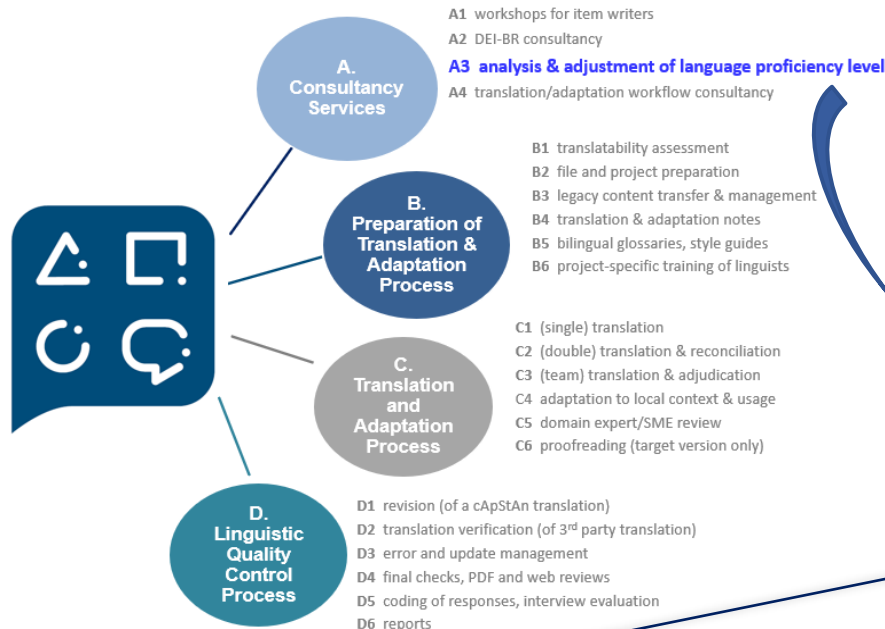 A.
Consultancy
Services
A1 workshops for item writers
A2 DEI-BR consultancy
A3 analysis & adjustment of language proficiency level
A4 translation/adaptation workflow consultancy
B.
Preparation of
Translation &
Adaptation
Process
B1 translatability assessment
B2 file and project preparation
B3 legacy content transfer & management
B4 translation & adaptation notes
B5 bilingual glossaries, style guides
B6 project-specific training of linguists
C.
Translation
and
Adaptation
Process
C1 (single) translation
C2 (double) translation & reconciliation
C3 (team) translation & adjudication
C4 adaptation to local context & usage
C5 domain expert/SME review
C6 proofreading (target version only)
D.
Linguistic
Quality
Control
Process
D1 revision (of a cApStAn translation)
D2 translation verification (of 3rd party translation)
D3 error and update management
D4 final checks, PDF and web reviews
D5 coding of responses, interview evaluation
D6 reports